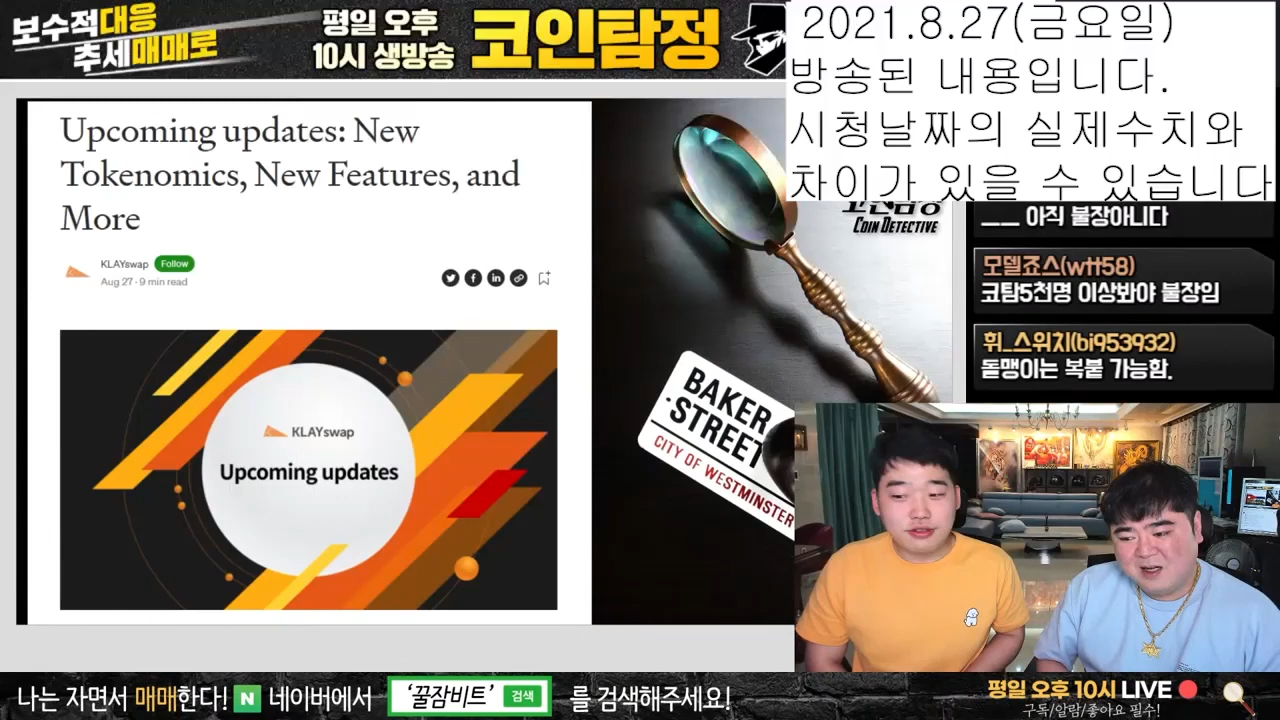 보수적대응
추세매매로
평일 오후
10시 생방송
코인탐정
2021.8.27(금요일)
방송된 내용입니다.
시청날짜의 실제수치와
차이가 있을 수 있습니다
Upcoming updates: New
Tokenomics, New Features, and
More
KLAYswap Follow
Aug 27 · 9 min read
KLAYswap
Upcoming updates
코인탐정
COIN DETECTIVE
BAKER
STREET
CITY OF WESTMINSTER
아직 불장아니다
모델죠스(wtt58)
코탐5천명 이상봐야 불장임
휘_스위치(bi953932)
돌맹이는 복붙 가능함.
나는 자면서 매매한다! N 네이버에서 '꿀잠비트' 검색 를 검색해주세요!
평일 오후 10시 LIVE
구독/알람/좋아요 필수!